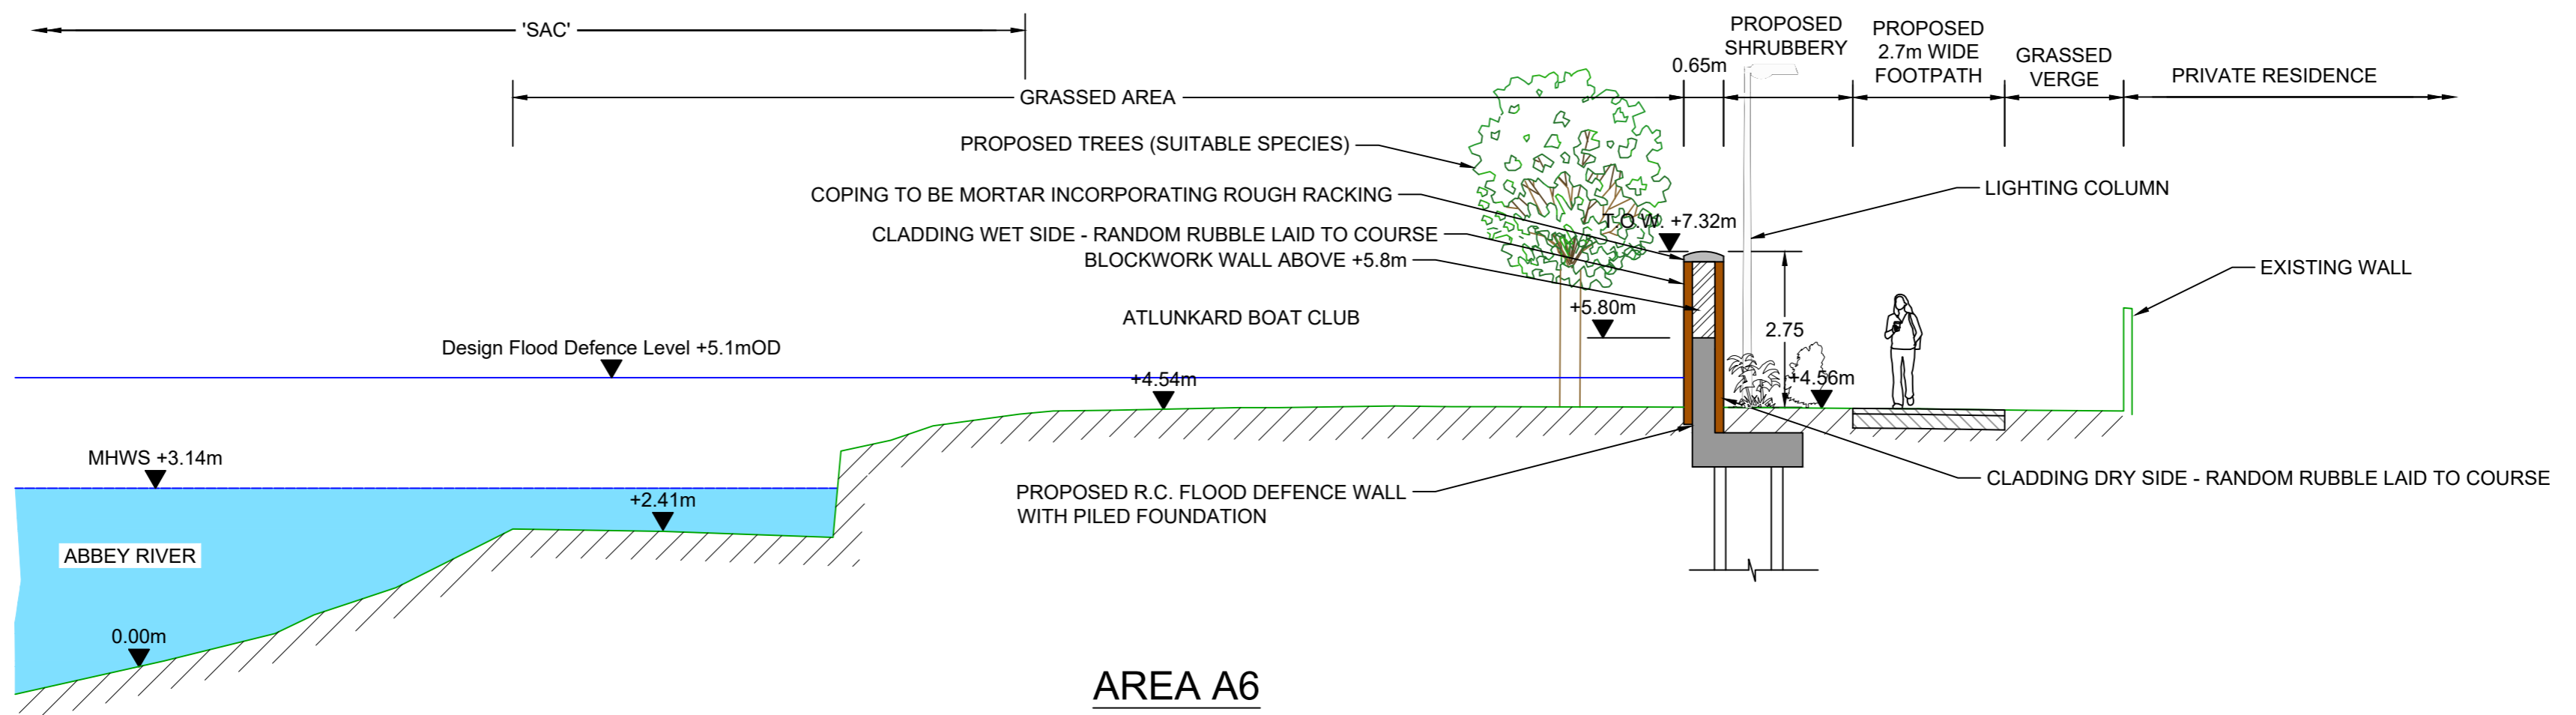 'SAC'
PROPOSED
SHRUBBERY
PROPOSED
2.7m WIDE
FOOTPATH
GRASSED
VERGE
PRIVATE RESIDENCE
0.65m
GRASSED AREA
PROPOSED TREES (SUITABLE SPECIES)
COPING TO BE MORTAR INCORPORATING ROUGH RACKING
LIGHTING COLUMN
T.O.W. +7.32m
CLADDING WET SIDE - RANDOM RUBBLE LAID TO COURSE
BLOCKWORK WALL ABOVE +5.8m
EXISTING WALL
+5.80m
ATLUNKARD BOAT CLUB
2.75
Design Flood Defence Level +5.1mOD
+4.54m
+4.56m
MHWS +3.14m
+2.41m
PROPOSED R.C. FLOOD DEFENCE WALL
WITH PILED FOUNDATION
CLADDING DRY SIDE - RANDOM RUBBLE LAID TO COURSE
ABBEY RIVER
0.00m
AREA A6